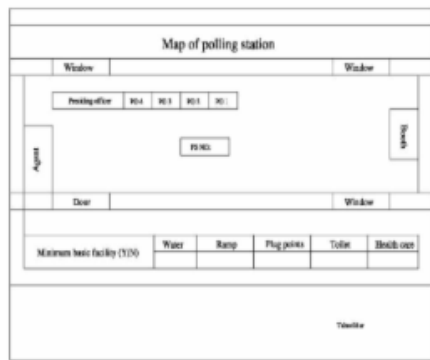 Map of polling station
Window Window
Presiding officer PO 4 PO 3 PO 2 PO 1
Booth
Agent
PS NO:
Door Window
Minimum basic facility (Y/N) Water Ramp Plug points Toilet Health care
Tahsildar